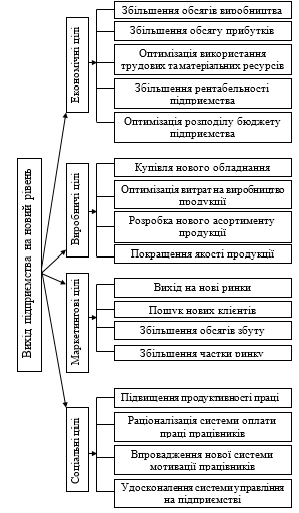 Вихід підприємства на новий рівень
Економічні цілі
Збільшення обсягів виробництва
Збільшення обсягу прибутків
Оптимізація використання
трудових таматеріальних ресурсів
Збільшення рентабельності
підприємства
Оптимізація розподілу бюджету
підприємства
Виробничі цілі
Купівля нового обладнання
Оптимізація витрат на виробництво
продукції
Розробка нового асортименту
продукції
Покращення якості продукції
Маркетингові цілі
Вихід на нові ринки
Пошук нових клієнтів
Збільшення обсягів збуту
Збільшення частки ринку
Соціальні цілі
Підвищення продуктивності праці
Раціоналізація системи оплати
праці працівників
Впровадження нової системи
мотивації працівників
Удосконалення системи управління
на підприємстві